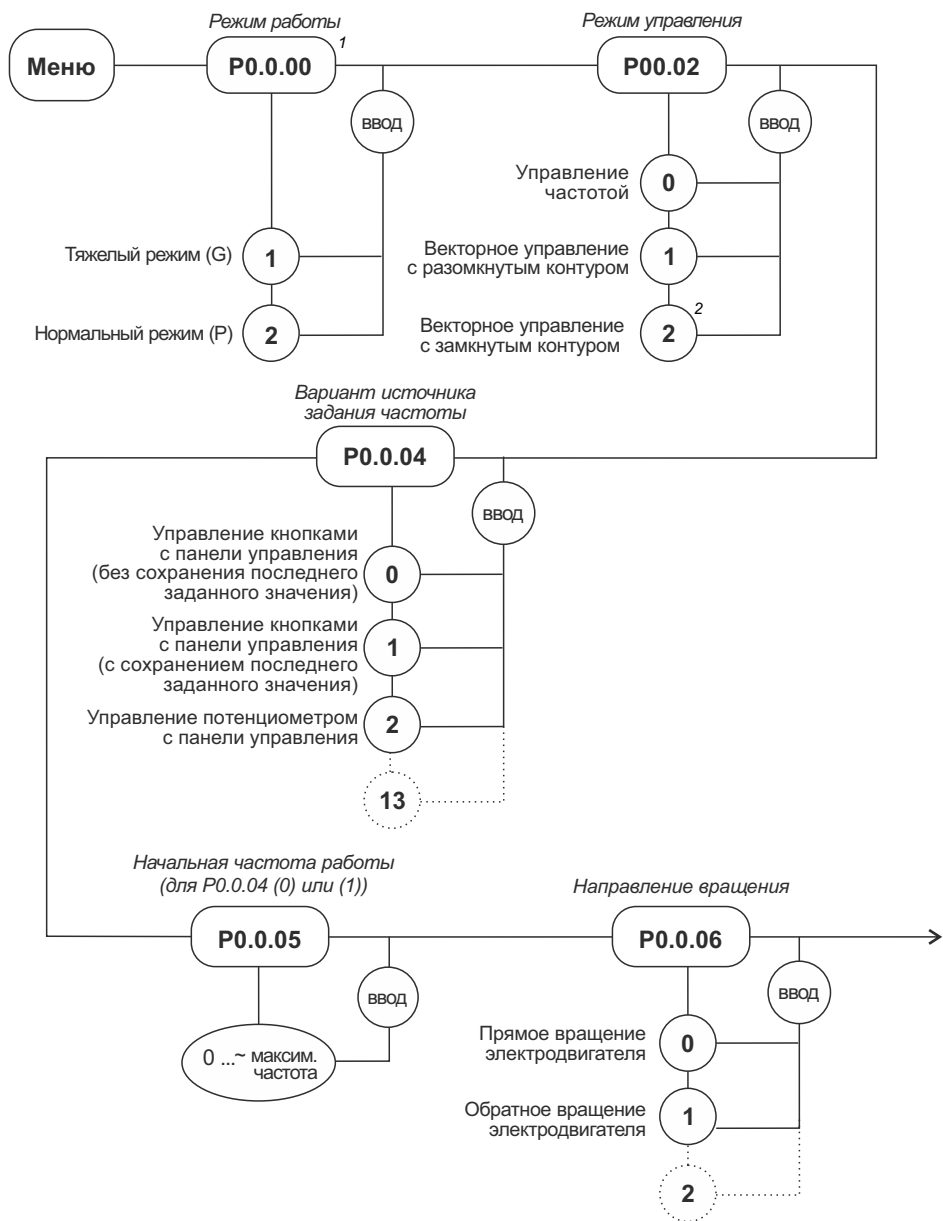 Режим работы
Режим управления
Меню
P0.0.00
1
P00.02
ввод
ввод
Управление
частотой
0
Тяжелый режим (G)
1
Векторное управление
с разомкнутым контуром
1
Нормальный режим (P)
2
Векторное управление
с замкнутым контуром
2
2
Вариант источника
задания частоты
P0.0.04
ввод
Управление кнопками
с панели управления
(без сохранения последнего
заданного значения)
0
Управление кнопками
с панели управления
(с сохранением последнего
заданного значения)
1
Управление потенциометром
с панели управления
2
13
Начальная частота работы
(для P0.0.04 (0) или (1))
Направление вращения
P0.0.05
P0.0.06
ввод
ввод
0 ...~ максим.
частота
Прямое вращение
электродвигателя
0
Обратное вращение
электродвигателя
1
2